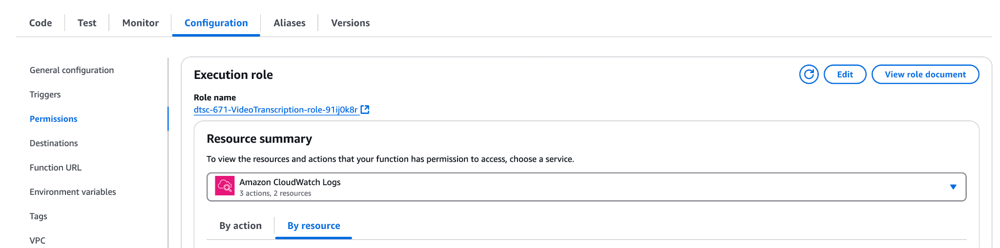 Code Test Monitor Configuration Aliases Versions
General configuration
Triggers
Permissions
Destinations
Function URL
Environment variables
Tags
VPC
Execution role
Edit
View role document
Role name
dtsc-671-VideoTranscription-role-91ij0k8r
Resource summary
To view the resources and actions that your function has permission to access, choose a service.
Amazon CloudWatch Logs
3 actions, 2 resources
By action By resource